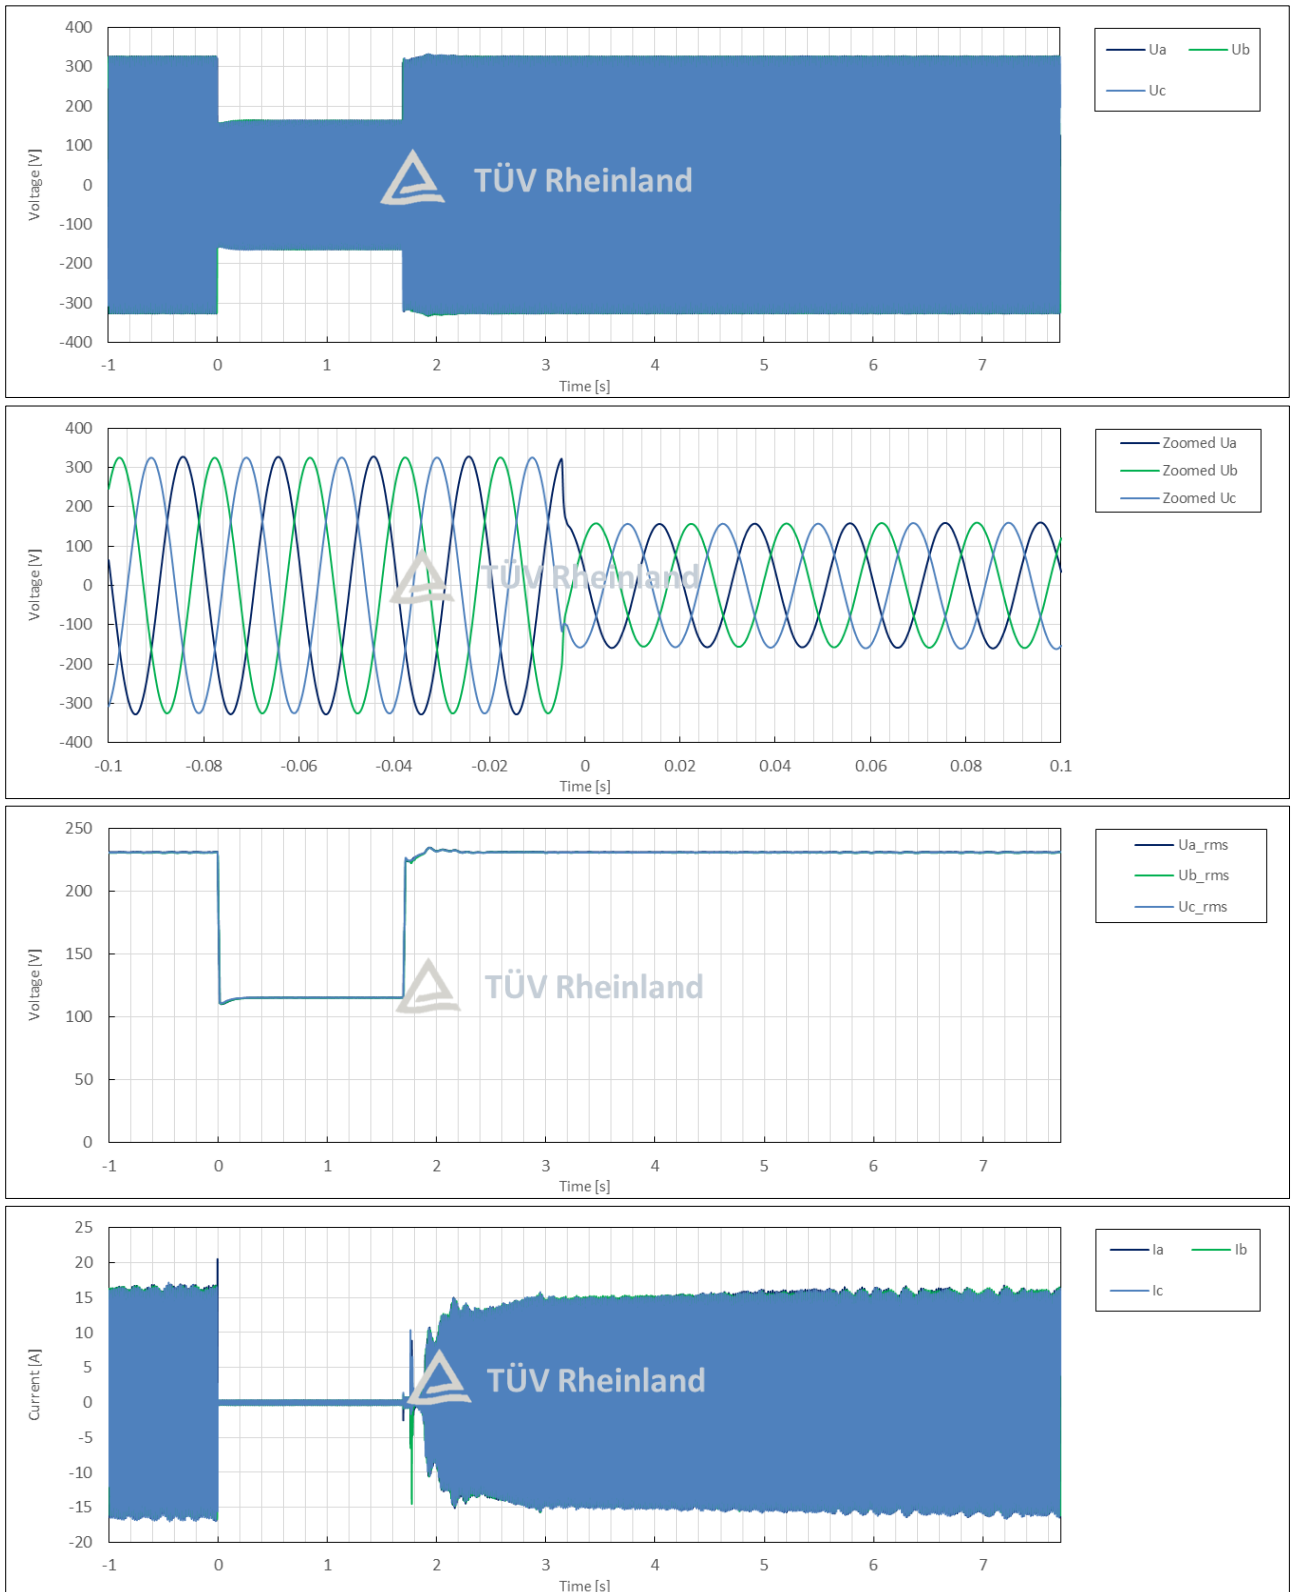 400
300
200
100
0
-100
-200
-300
-400
Voltage [V]
-1 0 1 2 3 4 5 6 7
Time [s]
Ua Ub
Uc
TÜV Rheinland
400
300
200
100
0
-100
-200
-300
-400
Voltage [V]
-0.1 -0.08 -0.06 -0.04 -0.02 0 0.02 0.04 0.06 0.08 0.1
Time [s]
Zoomed Ua
Zoomed Ub
Zoomed Uc
TÜV Rheinland
250
200
150
100
50
0
Voltage [V]
-1 0 1 2 3 4 5 6 7
Time [s]
Ua_rms
Ub_rms
Uc_rms
TÜV Rheinland
25
20
15
10
5
0
-5
-10
-15
-20
Current [A]
-1 0 1 2 3 4 5 6 7
Time [s]
Ia Ib
Ic
TÜV Rheinland